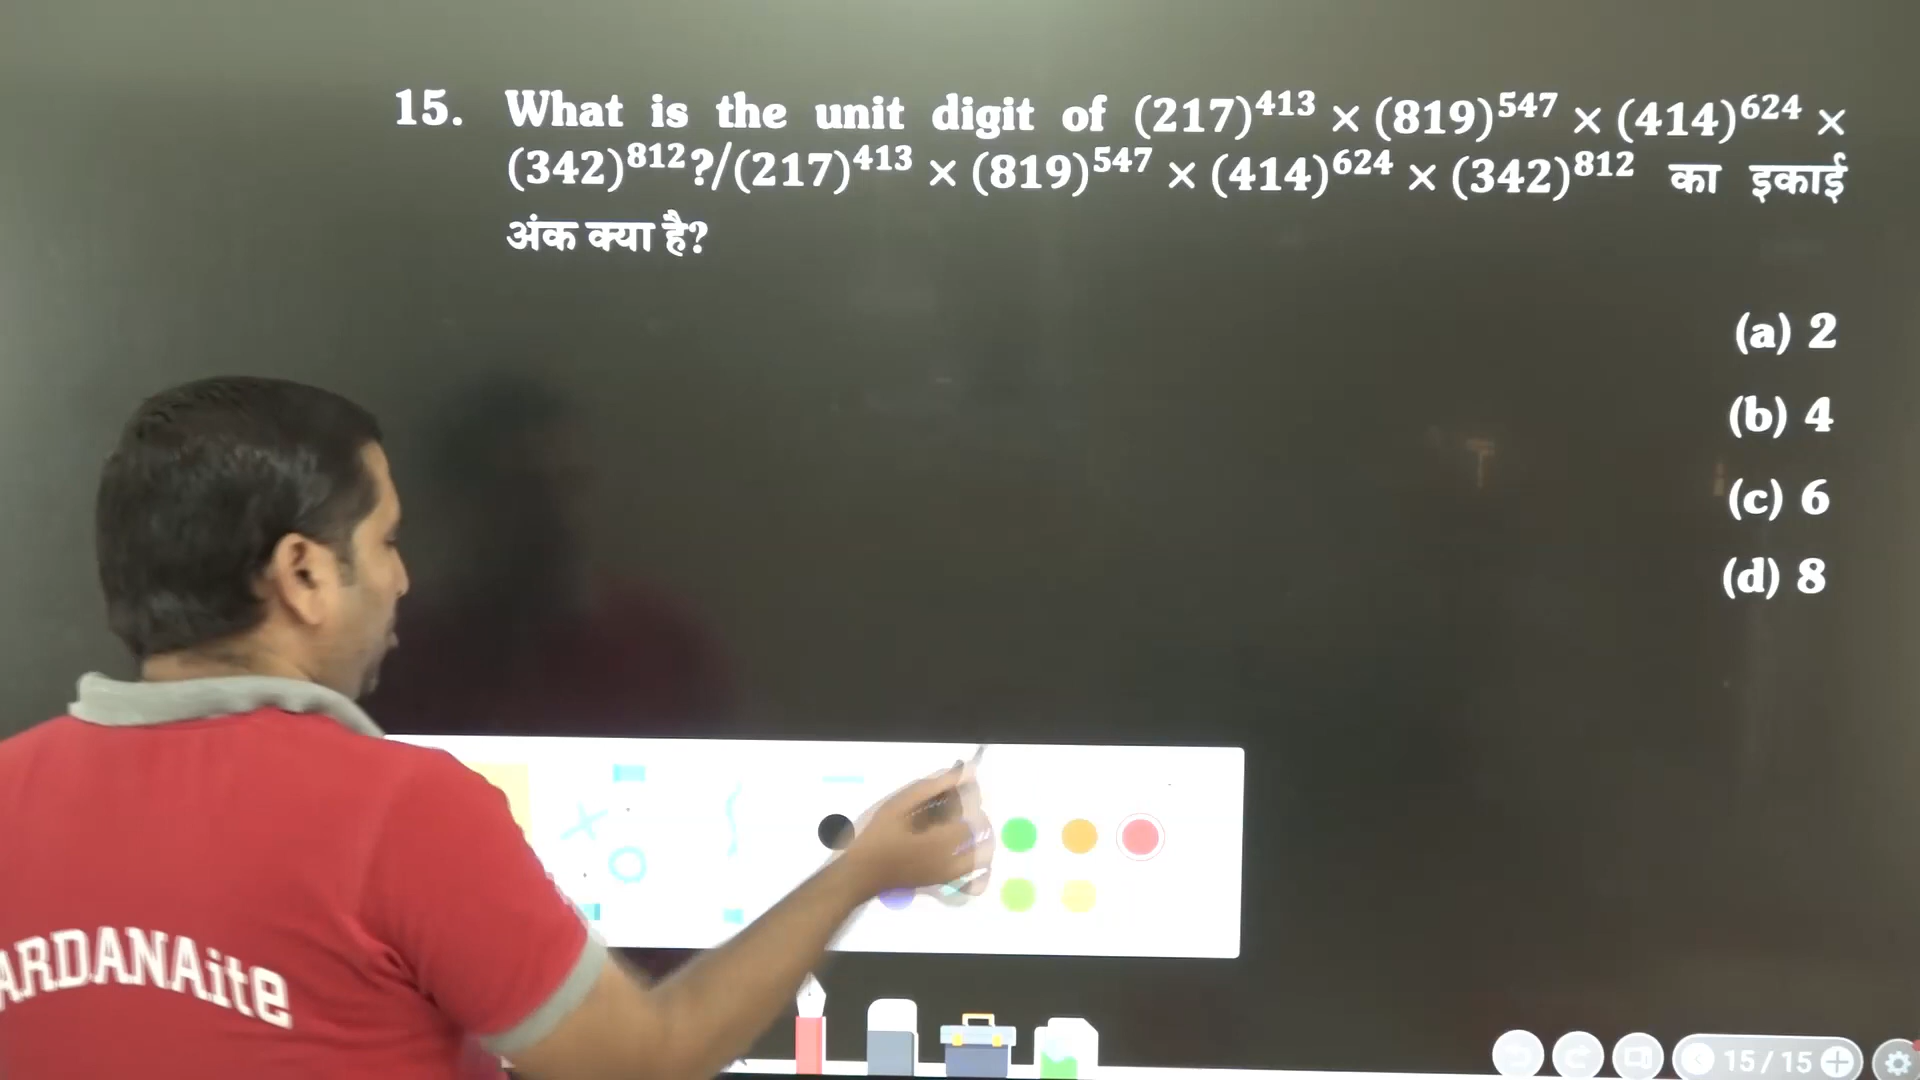 15. What is the unit digit of (217)⁴¹³ × (819)⁵⁴⁷ × (414)⁶²⁴ ×
(342)⁸¹²?/(217)⁴¹³ × (819)⁵⁴⁷ × (414)⁶²⁴ × (342)⁸¹² का इकाई
अंक क्या है?
(a) 2
(b) 4
(c) 6
(d) 8
ARDANAite
15/15